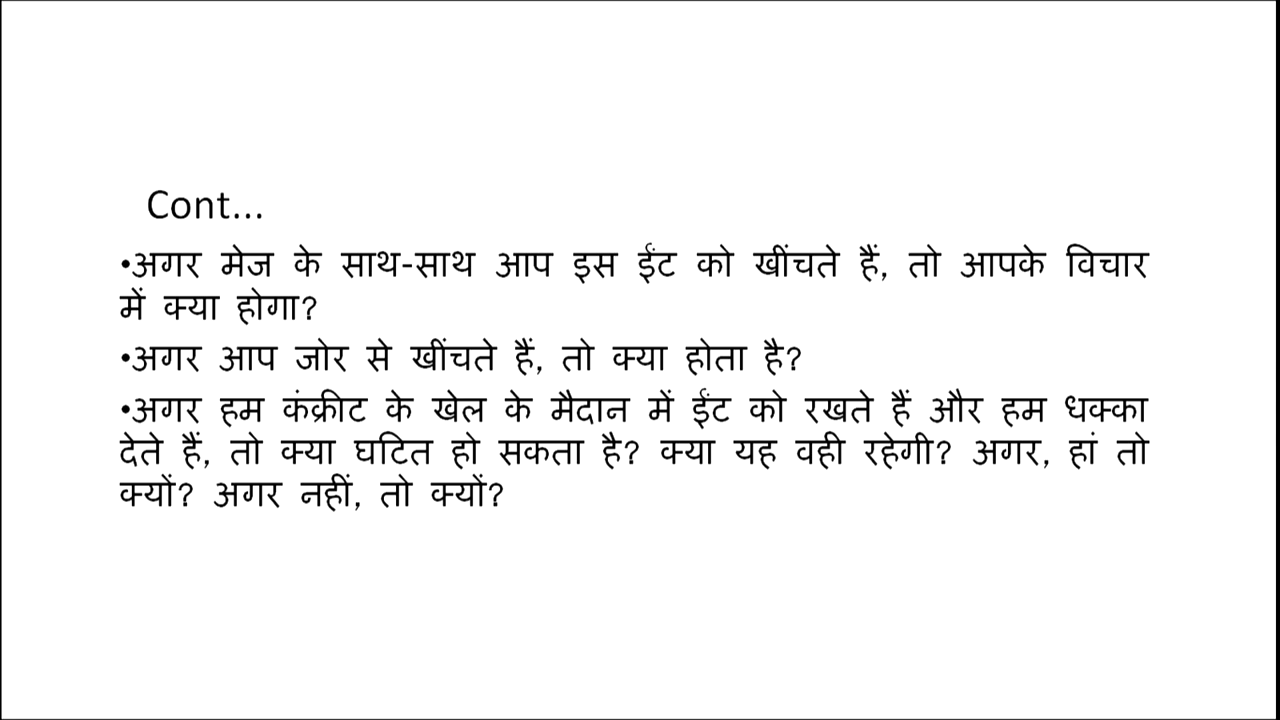 Cont...
•अगर मेज के साथ-साथ आप इस ईंट को खींचते हैं, तो आपके विचार
में क्या होगा?
•अगर आप जोर से खींचते हैं, तो क्या होता है?
•अगर हम कंक्रीट के खेल के मैदान में ईंट को रखते हैं और हम धक्का
देते हैं, तो क्या घटित हो सकता है? क्या यह वही रहेगी? अगर, हां तो
क्यों? अगर नहीं, तो क्यों?